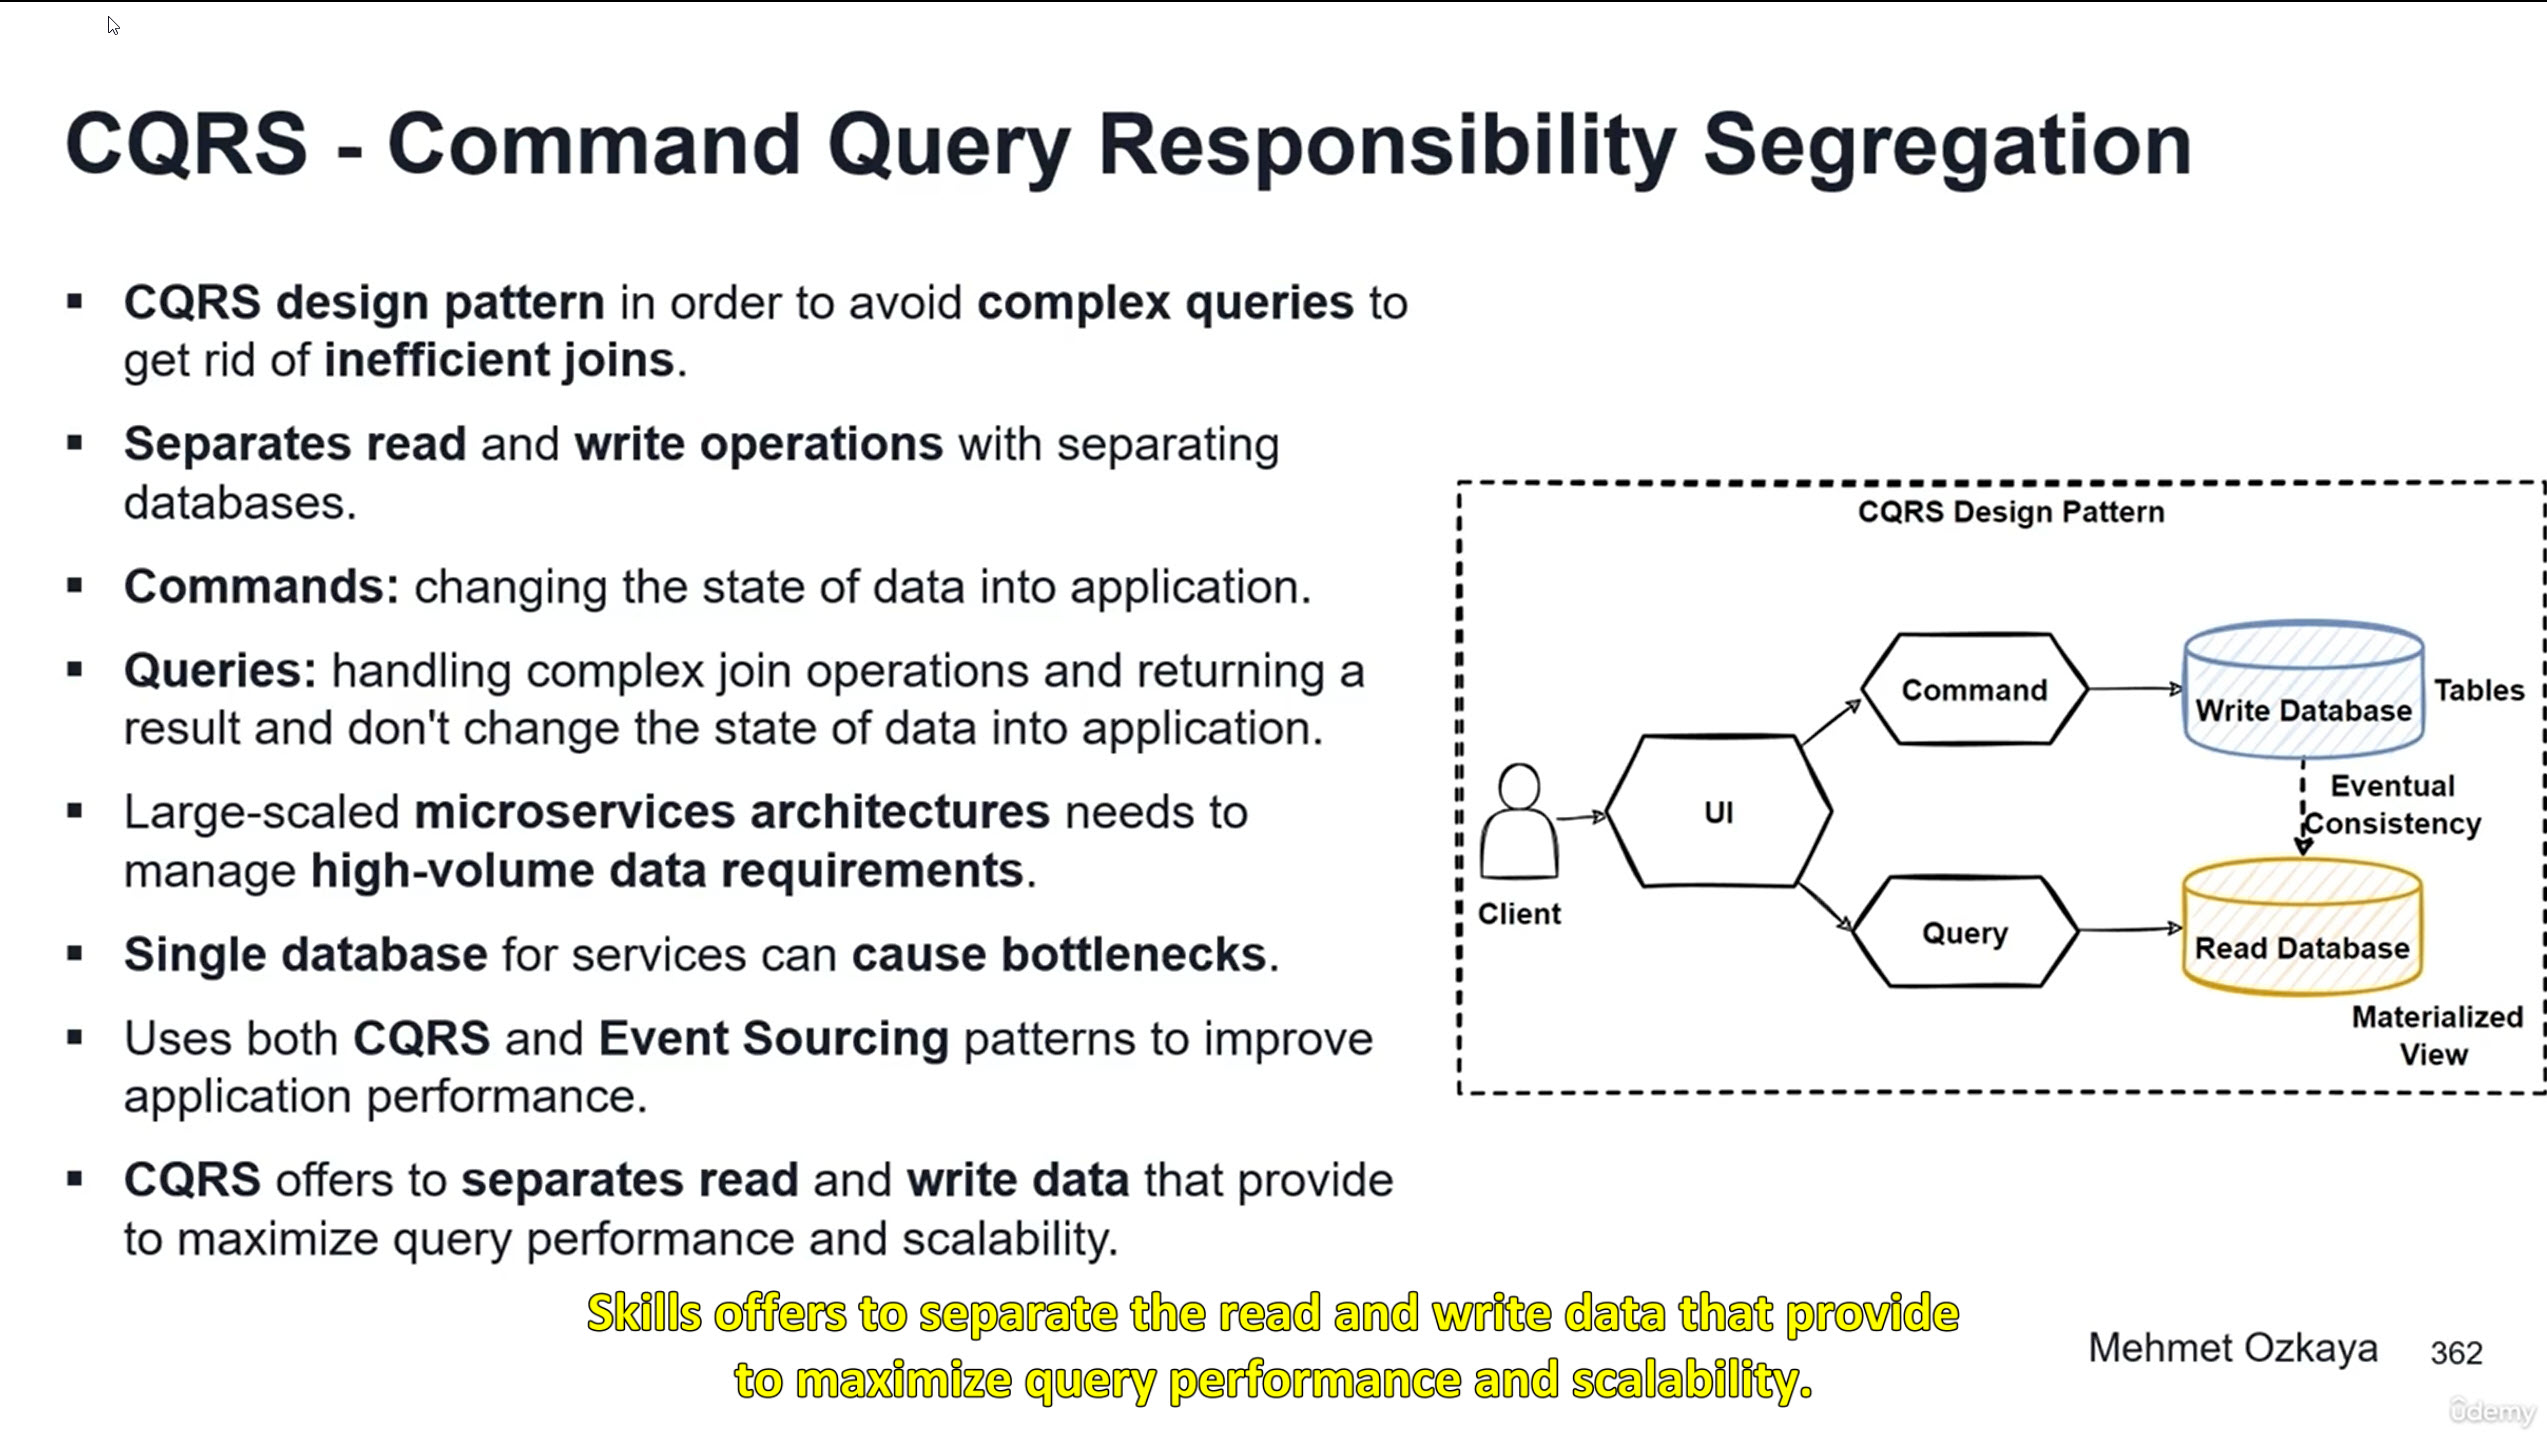 CQRS - Command Query Responsibility Segregation
▪ CQRS design pattern in order to avoid complex queries to
get rid of inefficient joins.
▪ Separates read and write operations with separating
databases.
▪ Commands: changing the state of data into application.
▪ Queries: handling complex join operations and returning a
result and don't change the state of data into application.
▪ Large-scaled microservices architectures needs to
manage high-volume data requirements.
▪ Single database for services can cause bottlenecks.
▪ Uses both CQRS and Event Sourcing patterns to improve
application performance.
▪ CQRS offers to separates read and write data that provide
to maximize query performance and scalability.
CQRS Design Pattern
Client
UI
Command
Write Database
Tables
Eventual
Consistency
Query
Read Database
Materialized
View
Skills offers to separate the read and write data that provide
to maximize query performance and scalability.
Mehmet Ozkaya 362
ûdemy